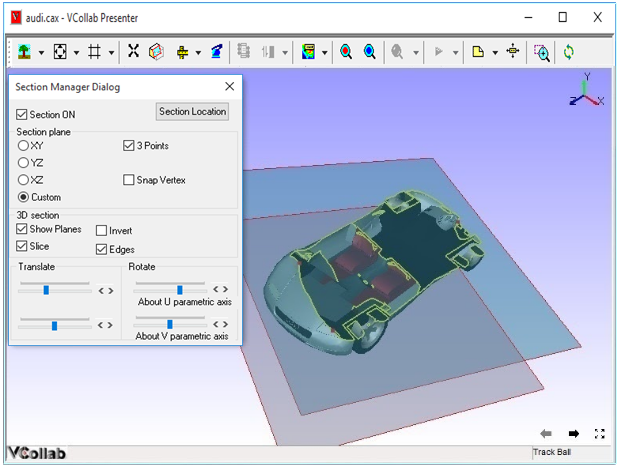 audi.cax - VCollab Presenter
Section Manager Dialog
Section ON
Section Location
Section plane
XY
3 Points
YZ
XZ
Snap Vertex
Custom
3D section
Show Planes
Invert
Slice
Edges
Translate
Rotate
About U parametric axis
About V parametric axis
Y
Z
X
VCollab
Track Ball